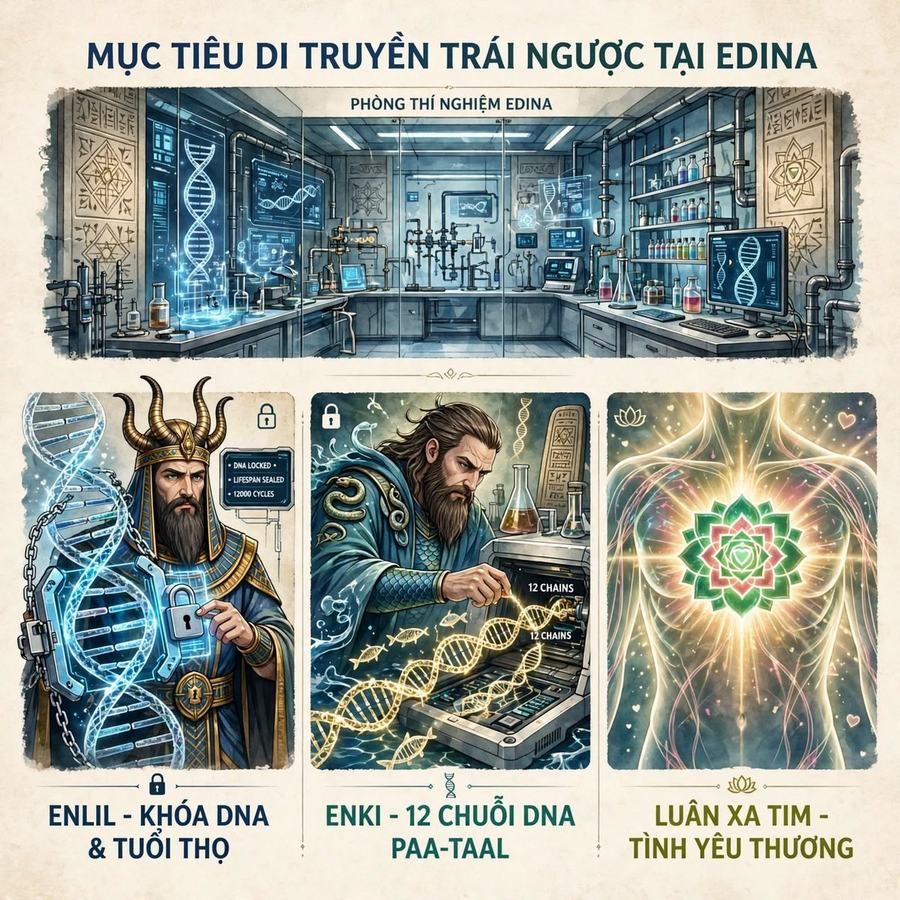 MỤC TIÊU DI TRUYỀN TRÁI NGƯỢC TẠI EDINA
PHÒNG THÍ NGHIỆM EDINA
• DNA LOCKED •
• LIFESPAN SEALED
• 12000 CYCLES
12 CHAINS
12 CHAINS
ENLIL - KHÓA DNA
& TUỔI THỌ
ENKI - 12 CHUỖI DNA
PAA-TAAL
LUÂN XA TIM -
TÌNH YÊU THƯƠNG